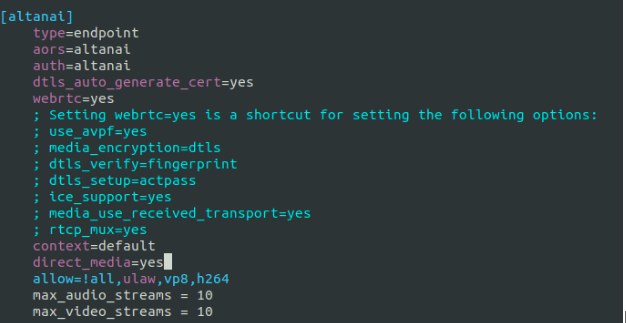 [altanai]
type=endpoint
aors=altanai
auth=altanai
dtls_auto_generate_cert=yes
webrtc=yes
; Setting webrtc=yes is a shortcut for setting the following options:
; use_avpf=yes
; media_encryption=dtls
; dtls_verify=fingerprint
; dtls_setup=actpass
; ice_support=yes
; media_use_received_transport=yes
; rtcp_mux=yes
context=default
direct_media=yes
allow=!all,ulaw,vp8,h264
max_audio_streams = 10
max_video_streams = 10